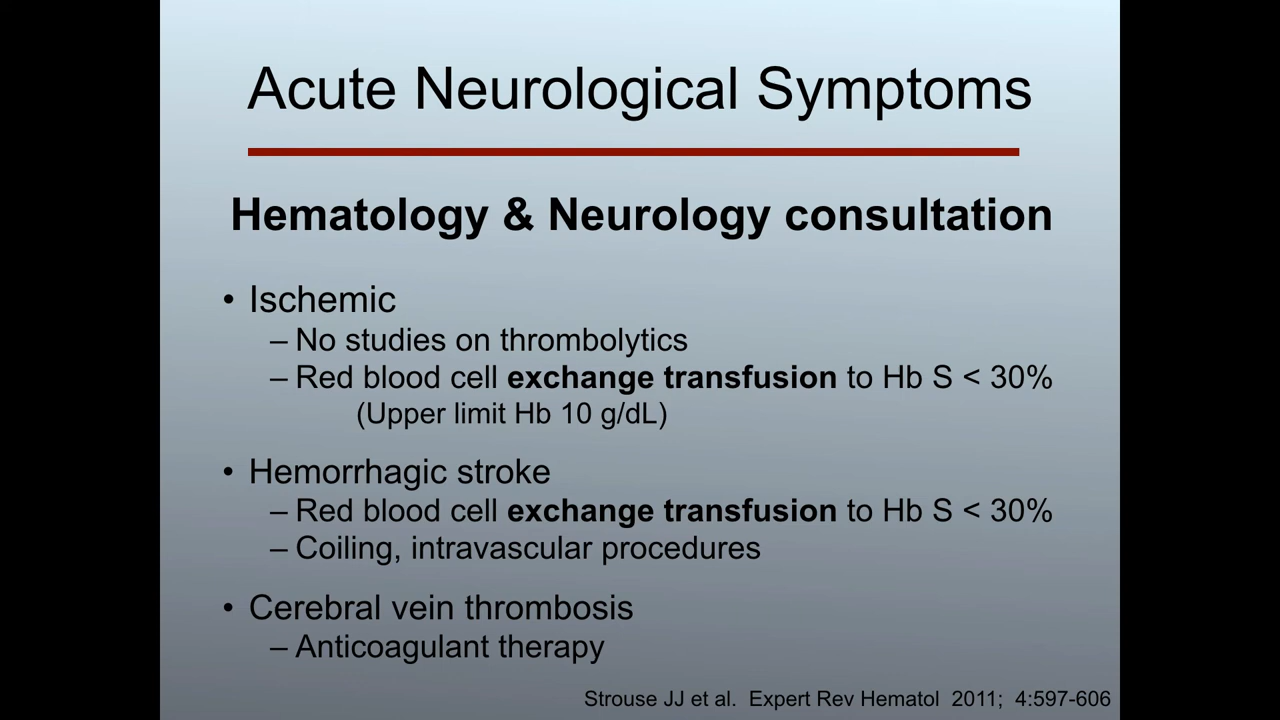 Acute Neurological Symptoms
Hematology & Neurology consultation
• Ischemic
– No studies on thrombolytics
– Red blood cell exchange transfusion to Hb S < 30%
(Upper limit Hb 10 g/dL)
• Hemorrhagic stroke
– Red blood cell exchange transfusion to Hb S < 30%
– Coiling, intravascular procedures
• Cerebral vein thrombosis
– Anticoagulant therapy
Strouse JJ et al. Expert Rev Hematol 2011; 4:597-606